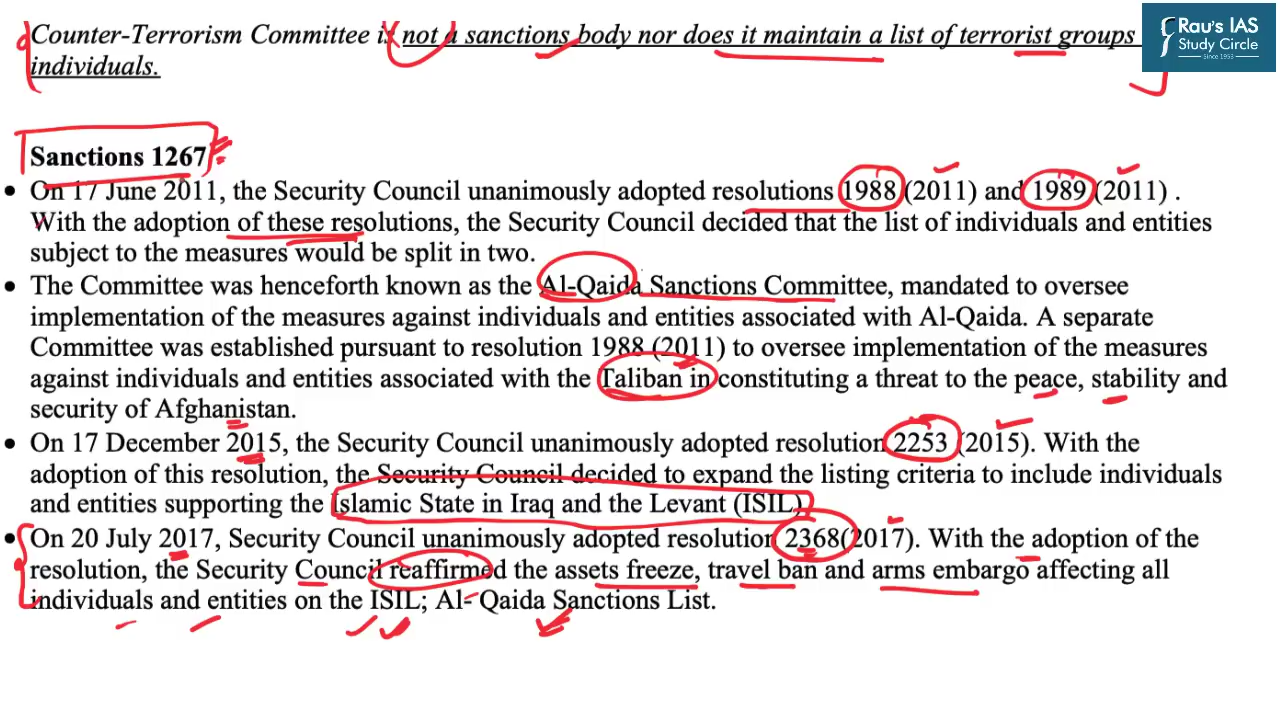 Counter-Terrorism Committee is not a sanctions body nor does it maintain a list of terrorist groups
individuals.
Rau's IAS
Study Circle
Since 1953
Sanctions 1267
• On 17 June 2011, the Security Council unanimously adopted resolutions 1988 (2011) and 1989 (2011) .
With the adoption of these resolutions, the Security Council decided that the list of individuals and entities
subject to the measures would be split in two.
• The Committee was henceforth known as the Al-Qaida Sanctions Committee, mandated to oversee
implementation of the measures against individuals and entities associated with Al-Qaida. A separate
Committee was established pursuant to resolution 1988 (2011) to oversee implementation of the measures
against individuals and entities associated with the Taliban in constituting a threat to the peace, stability and
security of Afghanistan.
• On 17 December 2015, the Security Council unanimously adopted resolution 2253 (2015). With the
adoption of this resolution, the Security Council decided to expand the listing criteria to include individuals
and entities supporting the Islamic State in Iraq and the Levant (ISIL).
• On 20 July 2017, Security Council unanimously adopted resolution 2368(2017). With the adoption of the
resolution, the Security Council reaffirmed the assets freeze, travel ban and arms embargo affecting all
individuals and entities on the ISIL; Al- Qaida Sanctions List.